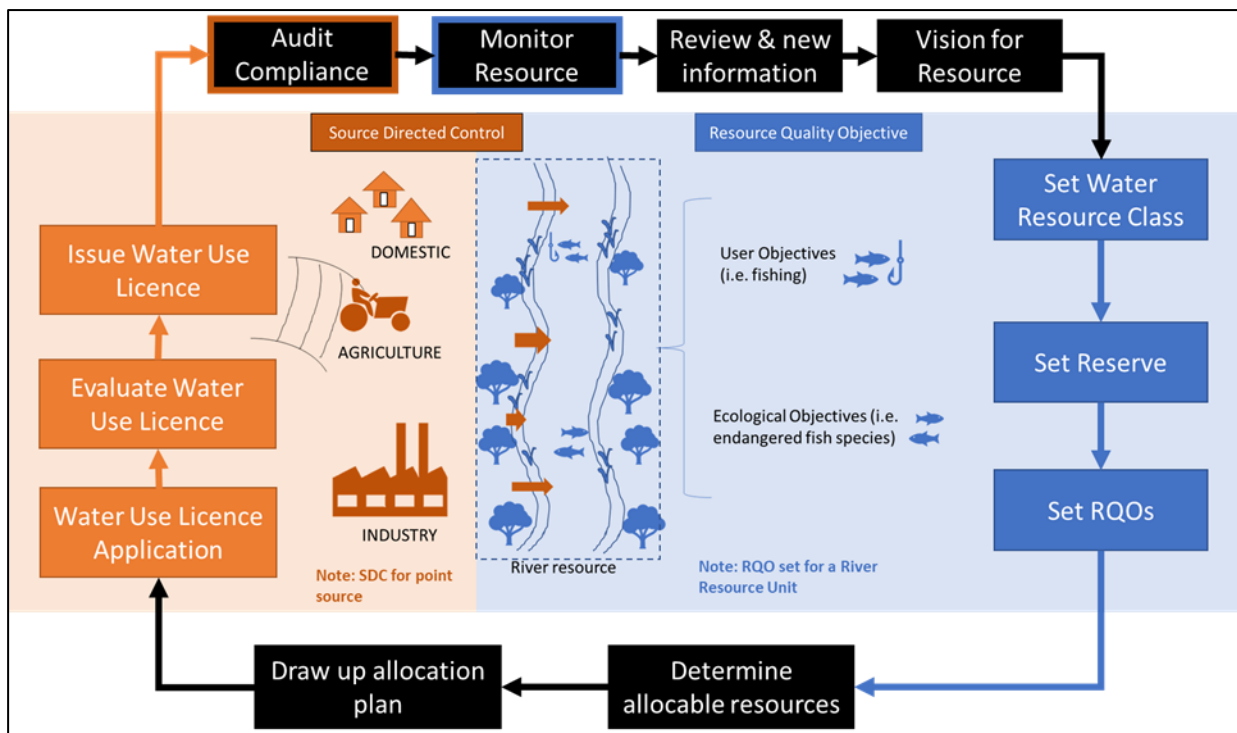 Audit
Compliance
Monitor
Resource
Review & new
information
Vision for
Resource
Source Directed Control
Resource Quality Objective
DOMESTIC
AGRICULTURE
INDUSTRY
Note: SDC for point
source
Issue Water Use
Licence
Evaluate Water
Use Licence
Water Use Licence
Application
River resource
User Objectives
(i.e. fishing)
Ecological Objectives (i.e.
endangered fish species)
Note: RQO set for a River
Resource Unit
Set Water
Resource Class
Set Reserve
Set RQOs
Draw up allocation
plan
Determine
allocable resources